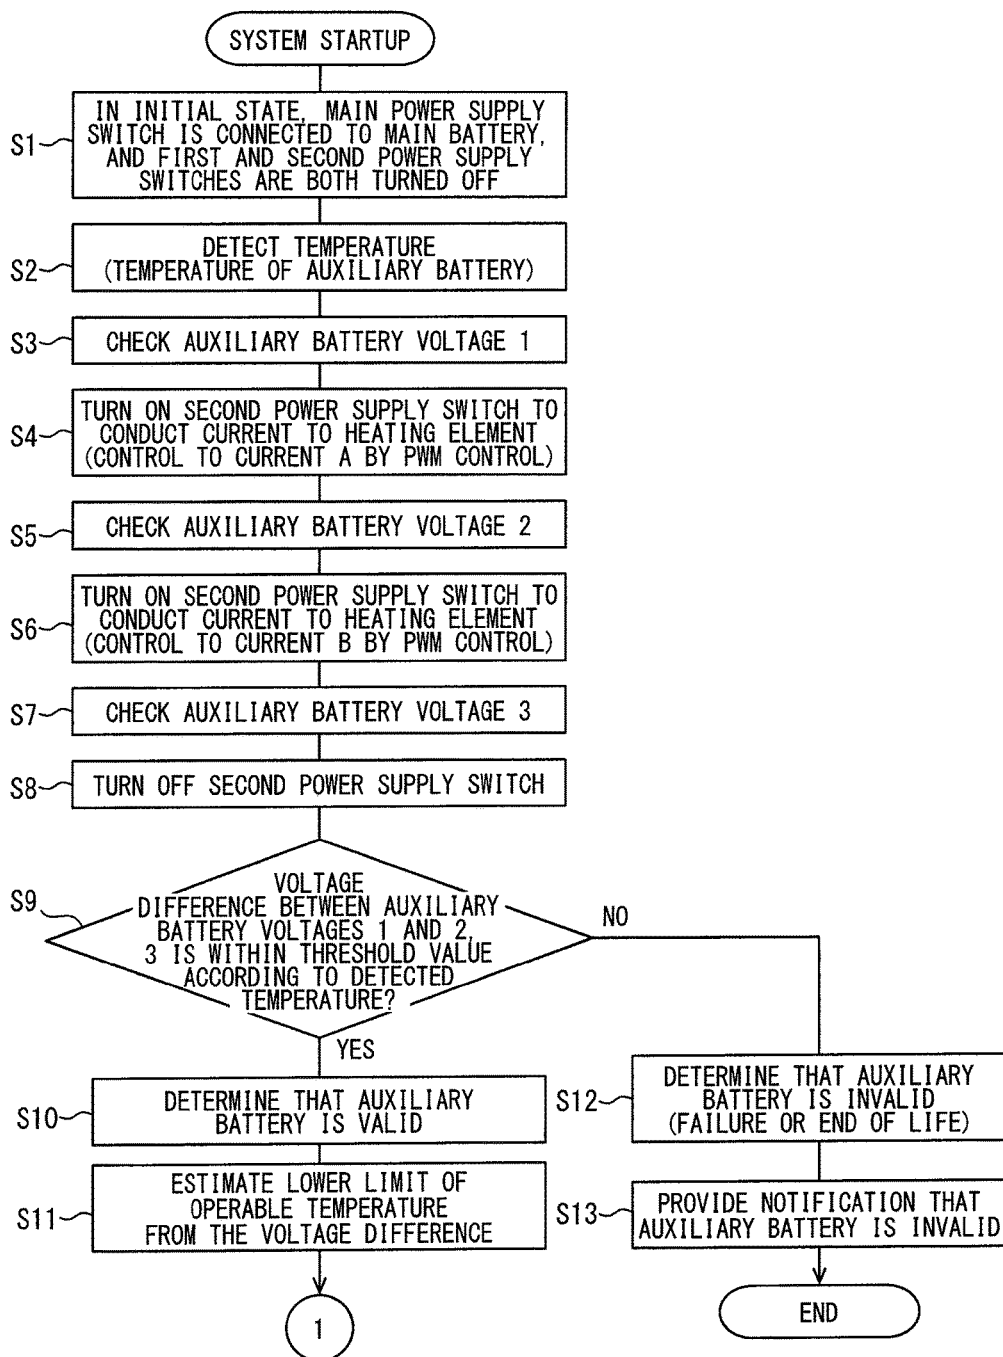 SYSTEM STARTUP
S1
IN INITIAL STATE, MAIN POWER SUPPLY
SWITCH IS CONNECTED TO MAIN BATTERY,
AND FIRST AND SECOND POWER SUPPLY
SWITCHES ARE BOTH TURNED OFF
S2
DETECT TEMPERATURE
(TEMPERATURE OF AUXILIARY BATTERY)
S3
CHECK AUXILIARY BATTERY VOLTAGE 1
S4
TURN ON SECOND POWER SUPPLY SWITCH TO
CONDUCT CURRENT TO HEATING ELEMENT
(CONTROL TO CURRENT A BY PWM CONTROL)
S5
CHECK AUXILIARY BATTERY VOLTAGE 2
S6
TURN ON SECOND POWER SUPPLY SWITCH TO
CONDUCT CURRENT TO HEATING ELEMENT
(CONTROL TO CURRENT B BY PWM CONTROL)
S7
CHECK AUXILIARY BATTERY VOLTAGE 3
S8
TURN OFF SECOND POWER SUPPLY SWITCH
S9
VOLTAGE
DIFFERENCE BETWEEN AUXILIARY
BATTERY VOLTAGES 1 AND 2,
3 IS WITHIN THRESHOLD VALUE
ACCORDING TO DETECTED
TEMPERATURE?
NO
YES
S10
DETERMINE THAT AUXILIARY
BATTERY IS VALID
S11
ESTIMATE LOWER LIMIT OF
OPERABLE TEMPERATURE
FROM THE VOLTAGE DIFFERENCE
1
S12
DETERMINE THAT AUXILIARY
BATTERY IS INVALID
(FAILURE OR END OF LIFE)
S13
PROVIDE NOTIFICATION THAT
AUXILIARY BATTERY IS INVALID
END